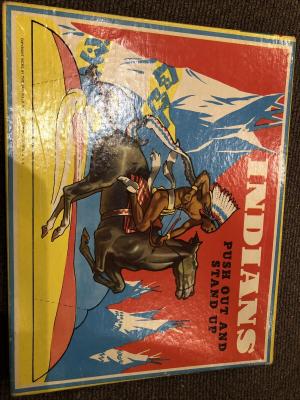 INDIANS
PUSH OUT AND
STAND UP